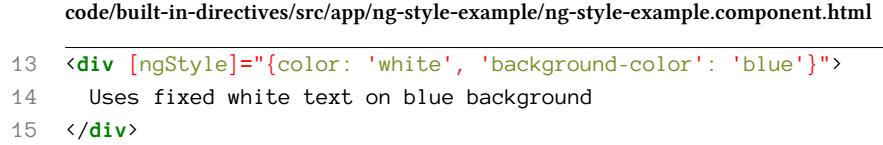 code/built-in-directives/src/app/ng-style-example/ng-style-example.component.html
13 <div [ngStyle]="{color: 'white', 'background-color': 'blue'}">
14   Uses fixed white text on blue background
15 </div>